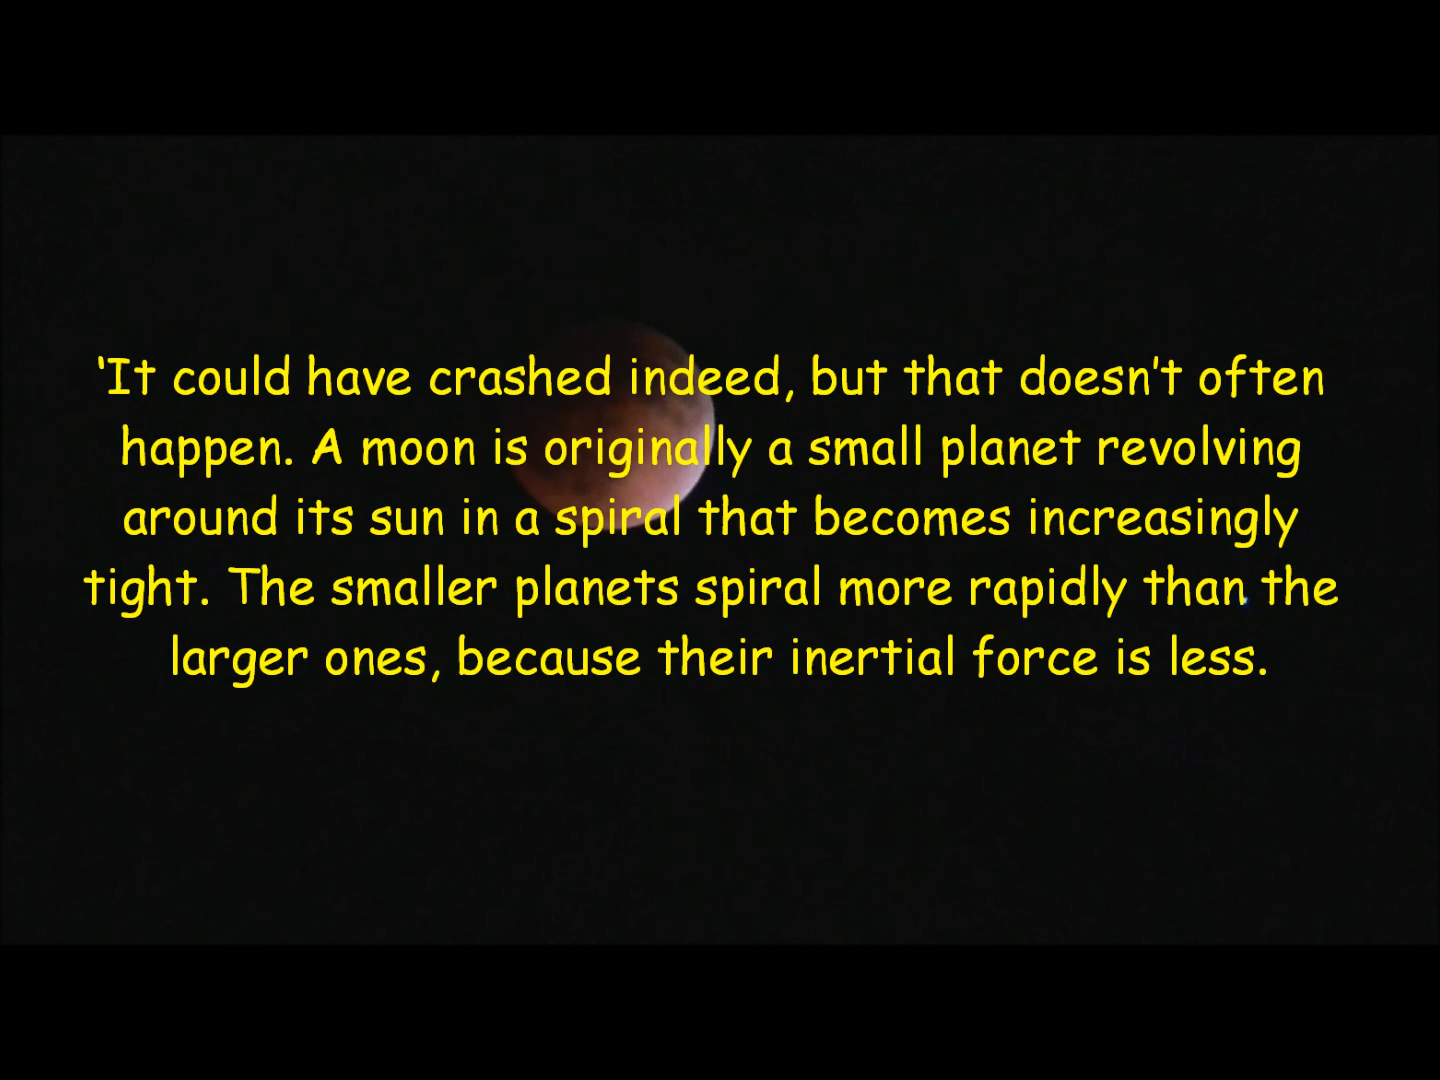 ‘It could have crashed indeed, but that doesn’t often
happen. A moon is originally a small planet revolving
around its sun in a spiral that becomes increasingly
tight. The smaller planets spiral more rapidly than the
larger ones, because their inertial force is less.